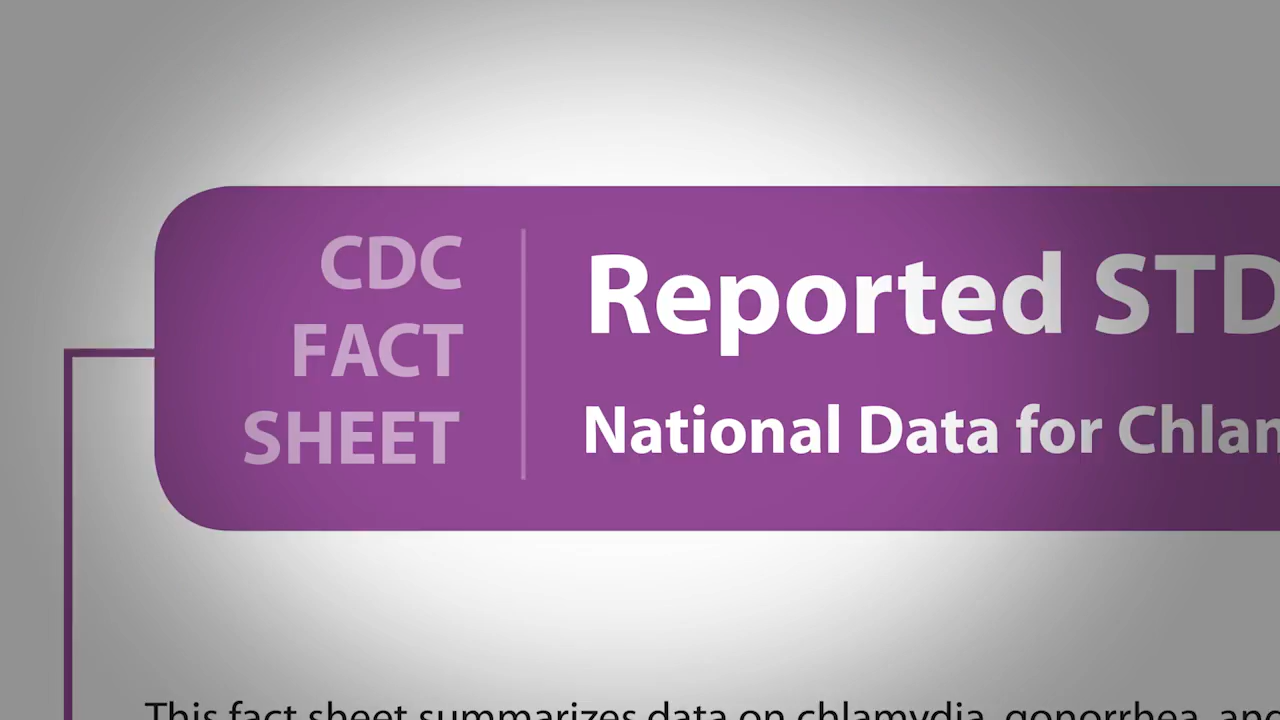 CDC
FACT
SHEET
Reported STD
National Data for Chlam
This fact sheet summarizes data on chlamydia, gonorrhea, and